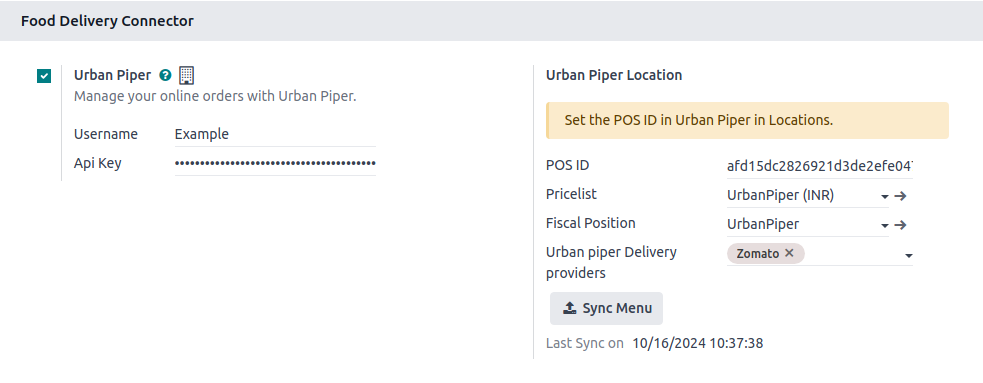 Food Delivery Connector
Urban Piper ?
Manage your online orders with Urban Piper.
Username Example
Api Key ••••••••••••••••••••••••••••••••••••••••
Urban Piper Location
Set the POS ID in Urban Piper in Locations.
POS ID afd15dc2826921d3de2efe04
Pricelist UrbanPiper (INR)
Fiscal Position UrbanPiper
Urban piper Delivery
providers
Zomato ✕
Sync Menu
Last Sync on 10/16/2024 10:37:38